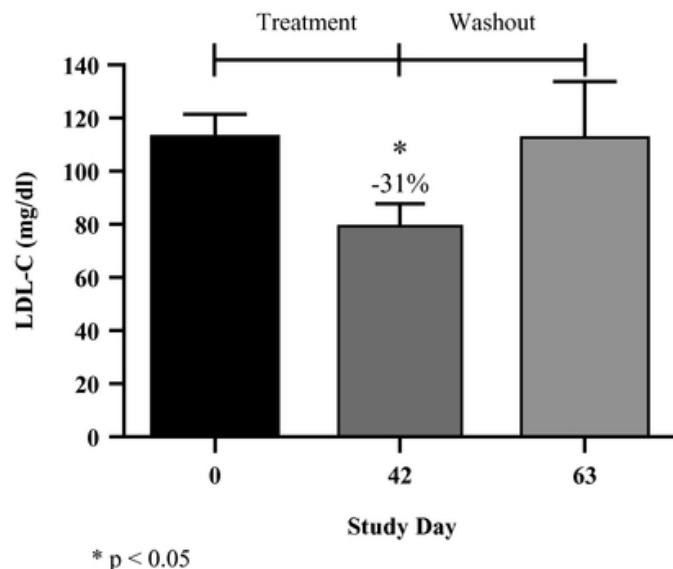 Treatment Washout
140
120
100
80
60
40
20
0
LDL-C (mg/dl)
*
-31%
0 42 63
Study Day
* p < 0.05